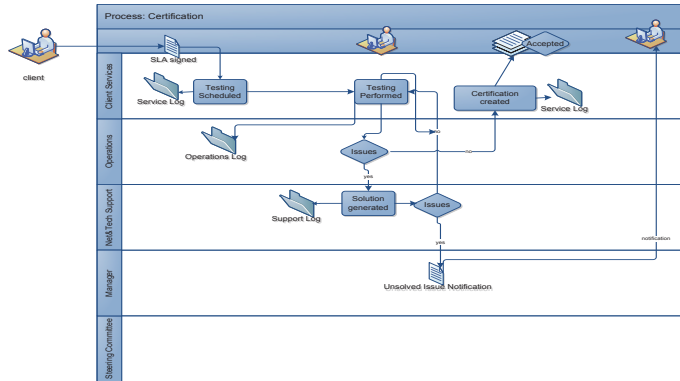 Process: Certification
client
SLA signed
Accepted
Client Services
Testing
Scheduled
Testing
Performed
Certification
created
Service Log
Service Log
no
Operations
Operations Log
Issues
no
yes
Net&Tech Support
Support Log
Solution
generated
Issues
yes
notification
Manager
Unsolved Issue Notification
Steering Committee